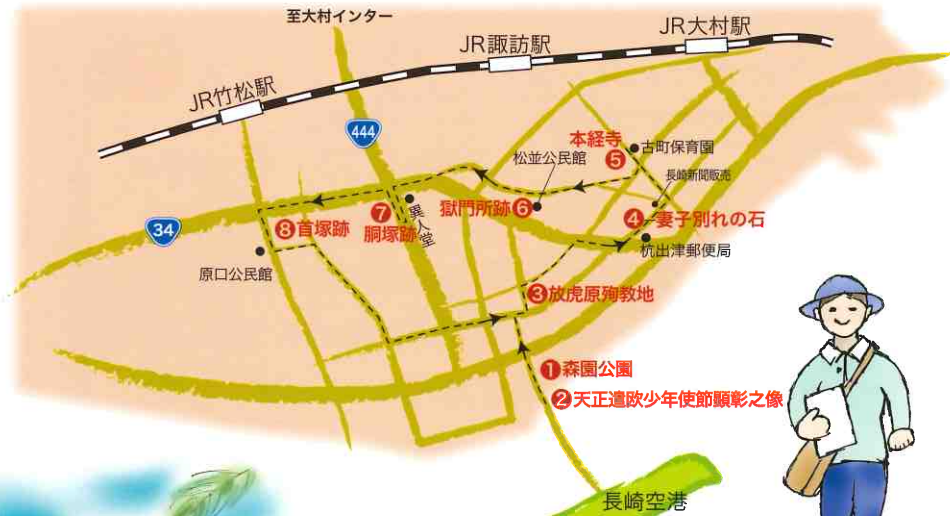 至大村インター
JR大村駅
JR諏訪駅
JR竹松駅
444
本経寺
⑤
古町保育園
松並公民館
長崎新聞販売
獄門所跡⑥
④妻子別れの石
杭出津郵便局
⑦
胴塚跡
異人堂
⑧首塚跡
34
原口公民館
③放虎原殉教地
①森園公園
②天正遣欧少年使節顕彰之像
長崎空港